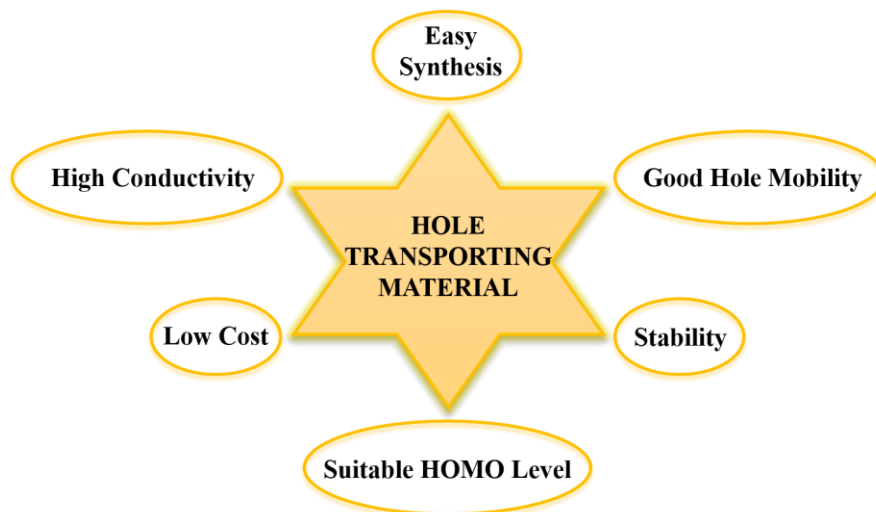 Easy
Synthesis
High Conductivity
Good Hole Mobility
HOLE
TRANSPORTING
MATERIAL
Low Cost
Stability
Suitable HOMO Level